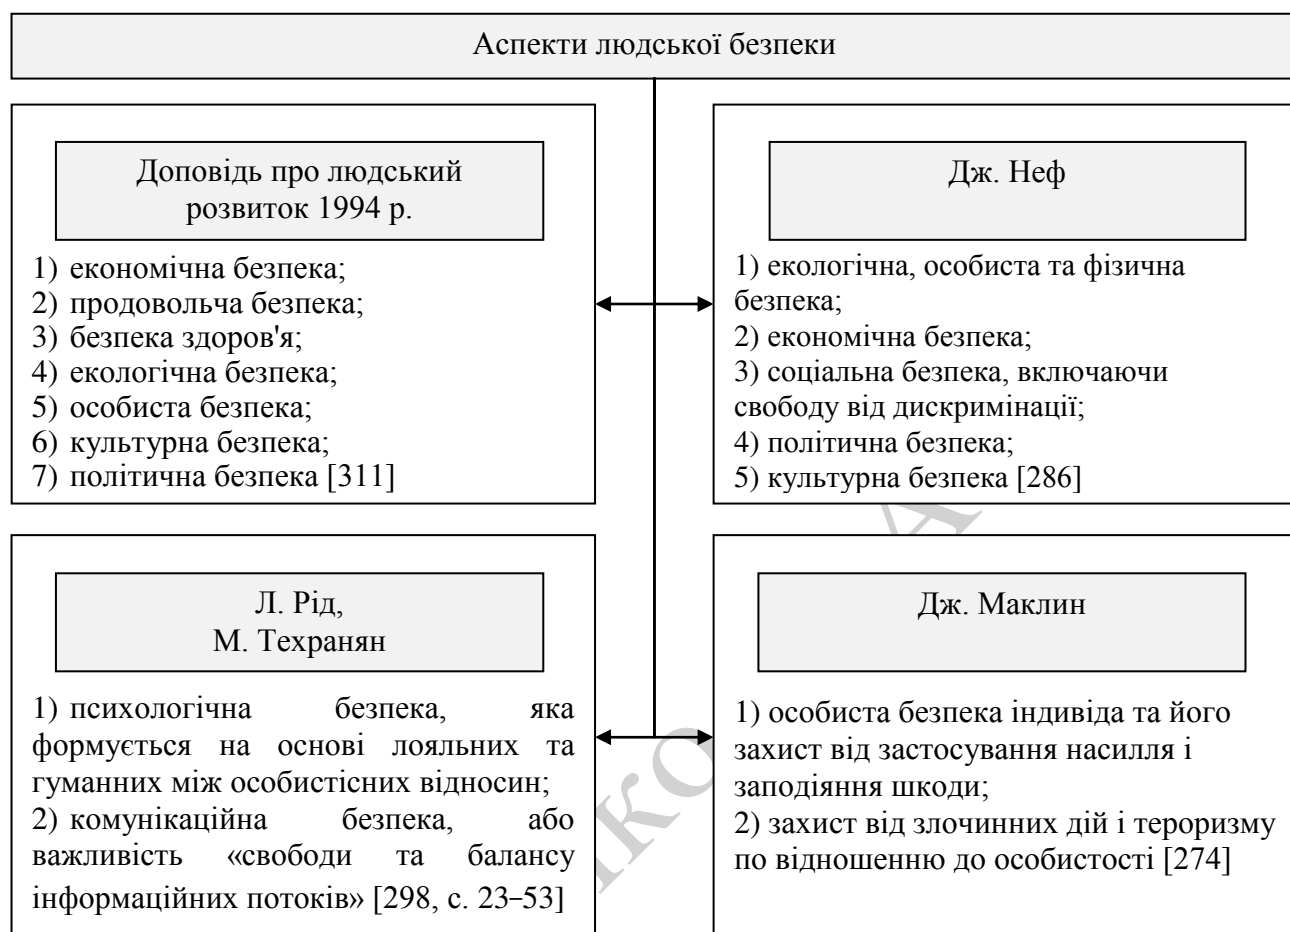 Аспекти людської безпеки
Доповідь про людський
розвиток 1994 р.
1) економічна безпека;
2) продовольча безпека;
3) безпека здоров'я;
4) екологічна безпека;
5) особиста безпека;
6) культурна безпека;
7) політична безпека [311]
Дж. Неф
1) екологічна, особиста та фізична
безпека;
2) економічна безпека;
3) соціальна безпека, включаючи
свободу від дискримінації;
4) політична безпека;
5) культурна безпека [286]
Л. Рід,
М. Техранян
1) психологічна безпека, яка
формується на основі лояльних та
гуманних між особистісних відносин;
2) комунікаційна безпека, або
важливість «свободи та балансу
інформаційних потоків» [298, с. 23–53]
Дж. Маклин
1) особиста безпека індивіда та його
захист від застосування насилля і
заподіяння шкоди;
2) захист від злочинних дій і тероризму
по відношенню до особистості [274]